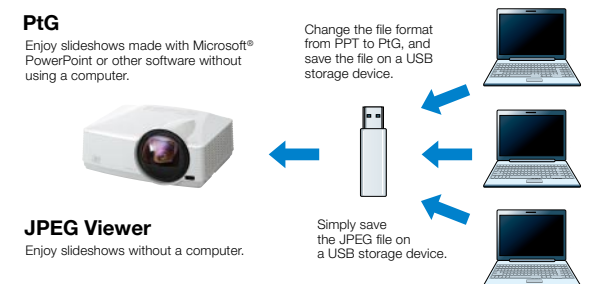 PtG
Enjoy slideshows made with Microsoft®
PowerPoint or other software without
using a computer.
Change the file format
from PPT to PtG, and
save the file on a USB
storage device.
JPEG Viewer
Enjoy slideshows without a computer.
Simply save
the JPEG file on
a USB storage device.